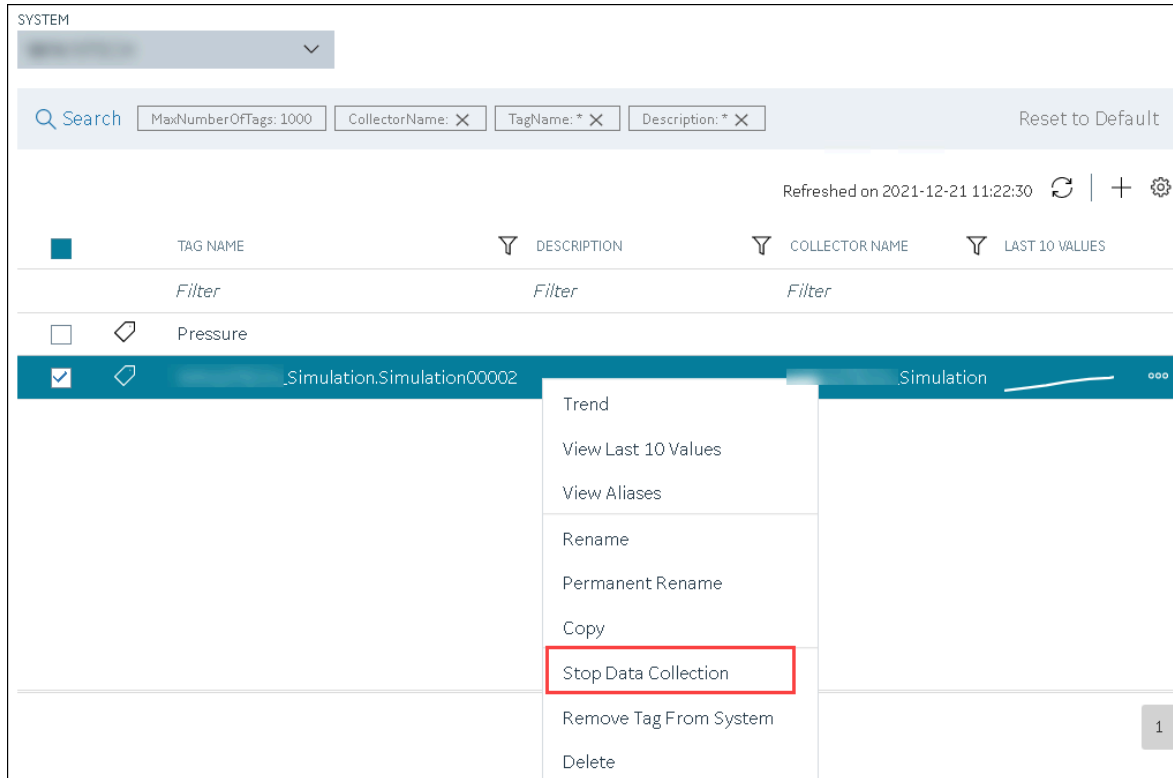 SYSTEM
Search MaxNumberOfTags: 1000 CollectorName: TagName: * Description: * Reset to Default
Refreshed on 2021-12-21 11:22:30
TAG NAME DESCRIPTION COLLECTOR NAME LAST 10 VALUES
Filter Filter Filter
Pressure
_Simulation.Simulation00002 _Simulation
Trend
View Last 10 Values
View Aliases
Rename
Permanent Rename
Copy
Stop Data Collection
Remove Tag From System
1
Delete